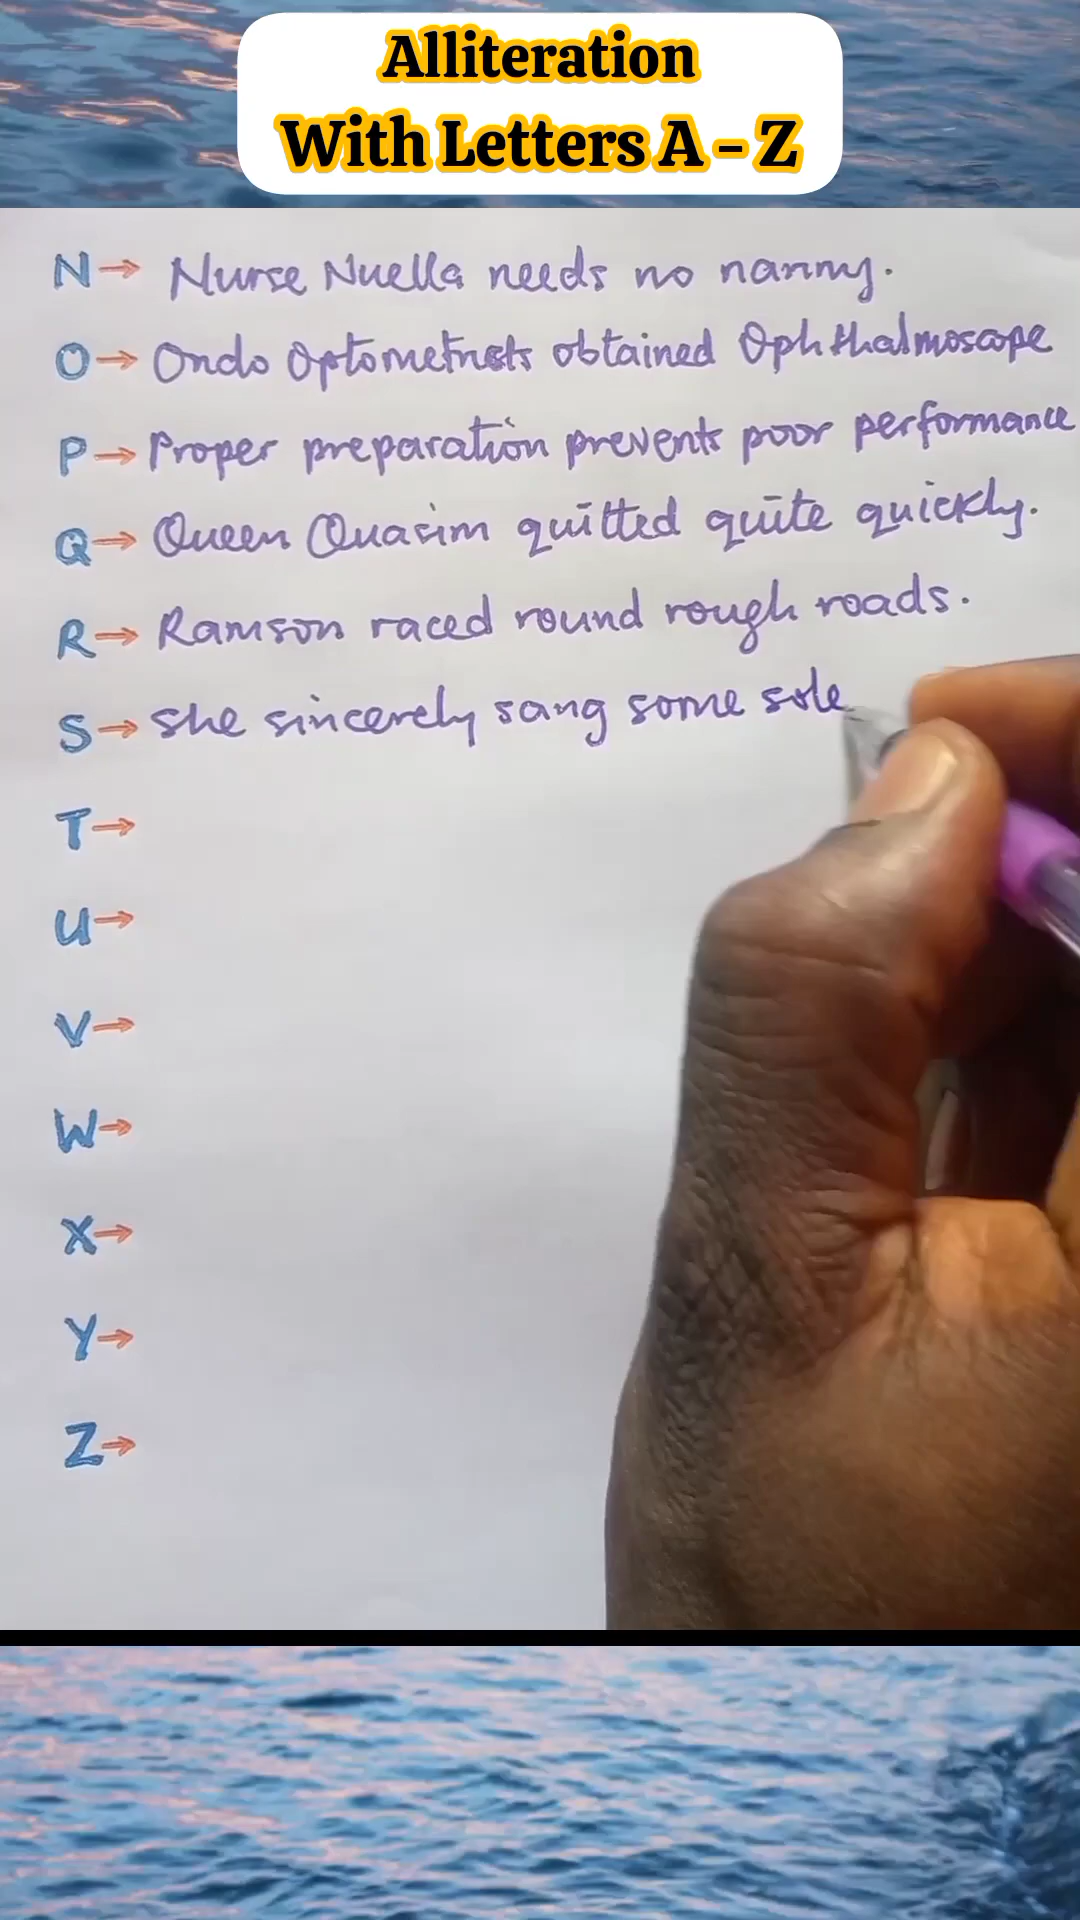 Alliteration
With Letters A - Z
N→ Nurse Nuella needs no nanny.
O→ Ondo Optometrists obtained Ophthalmoscope
P→ Proper preparation prevents poor performance
Q→ Queen Quasim quitted quite quickly.
R→ Ramson raced round rough roads.
S→ She sincerely sang some sole
T→
U→
V→
W→
X→
Y→
Z→